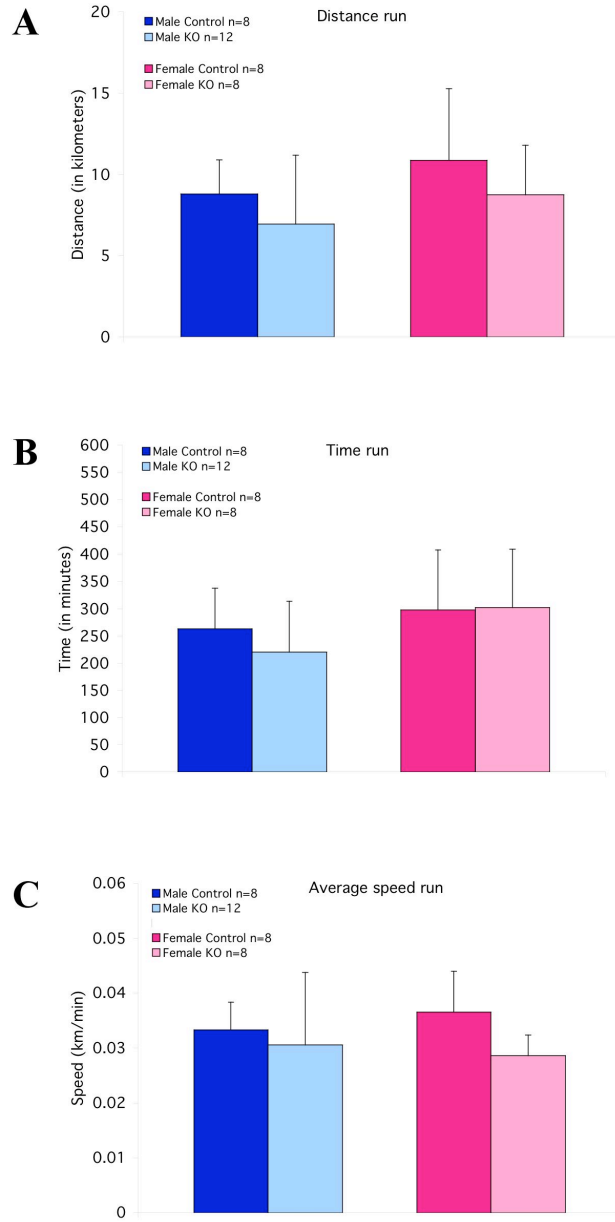 A
Distance run
Male Control n=8
Male KO n=12
Female Control n=8
Female KO n=8
Distance (in kilometers)
20
15
10
5
0
B
Time run
Male Control n=8
Male KO n=12
Female Control n=8
Female KO n=8
Time (in minutes)
600
550
500
450
400
350
300
250
200
150
100
50
0
C
Average speed run
Male Control n=8
Male KO n=12
Female Control n=8
Female KO n=8
Speed (km/min)
0.06
0.05
0.04
0.03
0.02
0.01
0